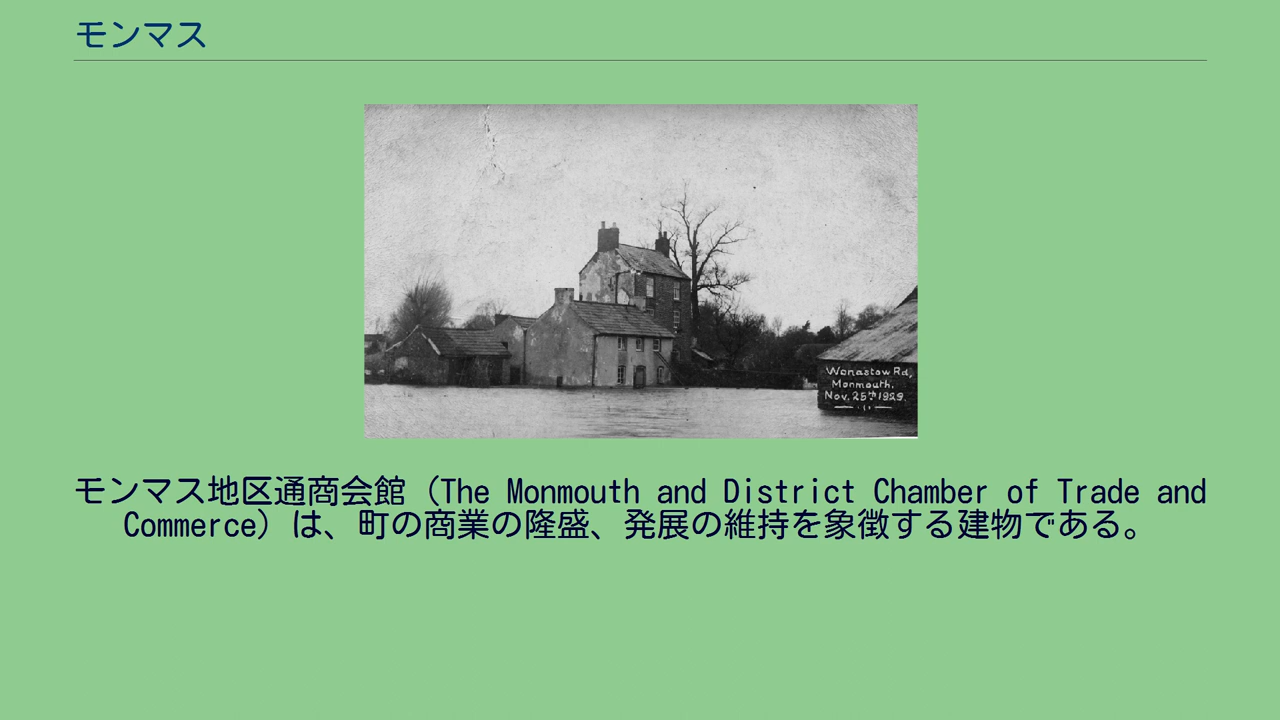 モンマス
Wonastow Rd,
Monmouth.
Nov. 25th 1929.
モンマス地区通商会館（The Monmouth and District Chamber of Trade and
Commerce）は、町の商業の隆盛、発展の維持を象徴する建物である。